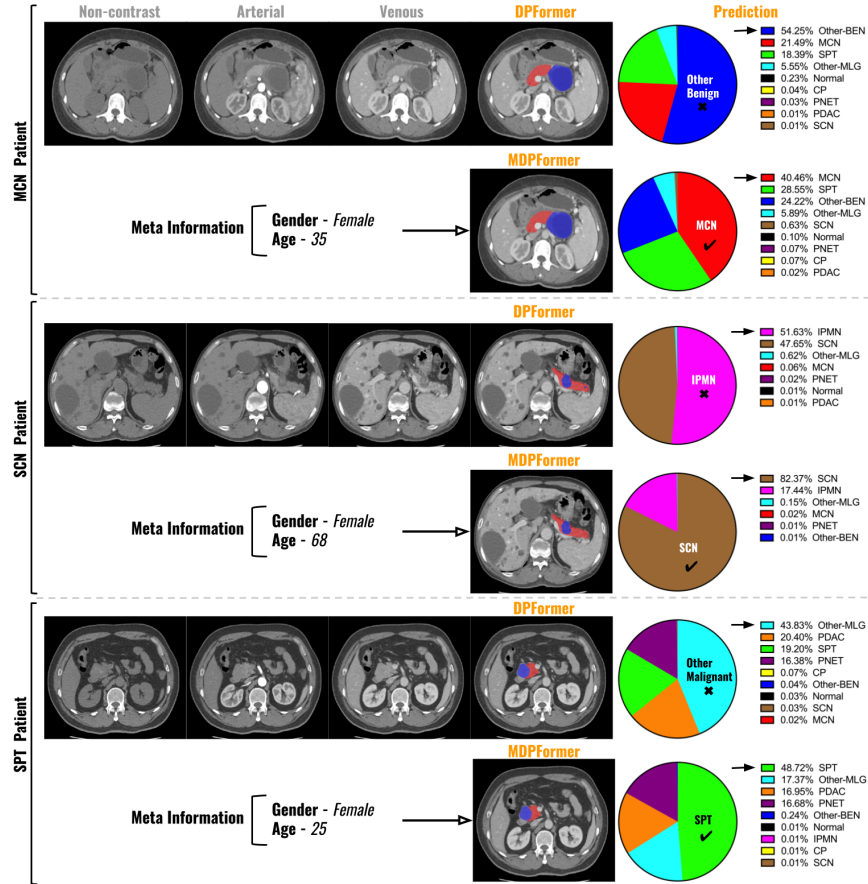 Non-contrast Arterial Venous DPFormer Prediction
MCN Patient
54.25% Other-BEN
21.49% MCN
18.39% SPT
5.55% Other-MLG
0.23% Normal
0.04% CP
0.03% PNET
0.01% PDAC
0.01% SCN
Other
Benign
MDPFormer
Meta Information
Gender - Female
Age - 35
40.46% MCN
28.55% SPT
24.22% Other-BEN
5.89% Other-MLG
0.63% SCN
0.10% Normal
0.07% PNET
0.07% CP
0.02% PDAC
MCN
SCN Patient
DPFormer
51.63% IPMN
47.65% SCN
0.62% Other-MLG
0.06% MCN
0.02% PNET
0.01% Normal
0.01% PDAC
IPMN
MDPFormer
Meta Information
Gender - Female
Age - 68
82.37% SCN
17.44% IPMN
0.15% Other-MLG
0.02% MCN
0.01% PNET
0.01% Other-BEN
SCN
SPT Patient
DPFormer
43.83% Other-MLG
20.40% PDAC
19.20% SPT
16.38% PNET
0.07% CP
0.04% Other-BEN
0.03% Normal
0.03% SCN
0.02% MCN
Other
Malignant
MDPFormer
Meta Information
Gender - Female
Age - 25
48.72% SPT
17.37% Other-MLG
16.95% PDAC
16.68% PNET
0.24% Other-BEN
0.01% Normal
0.01% IPMN
0.01% CP
0.01% SCN
SPT